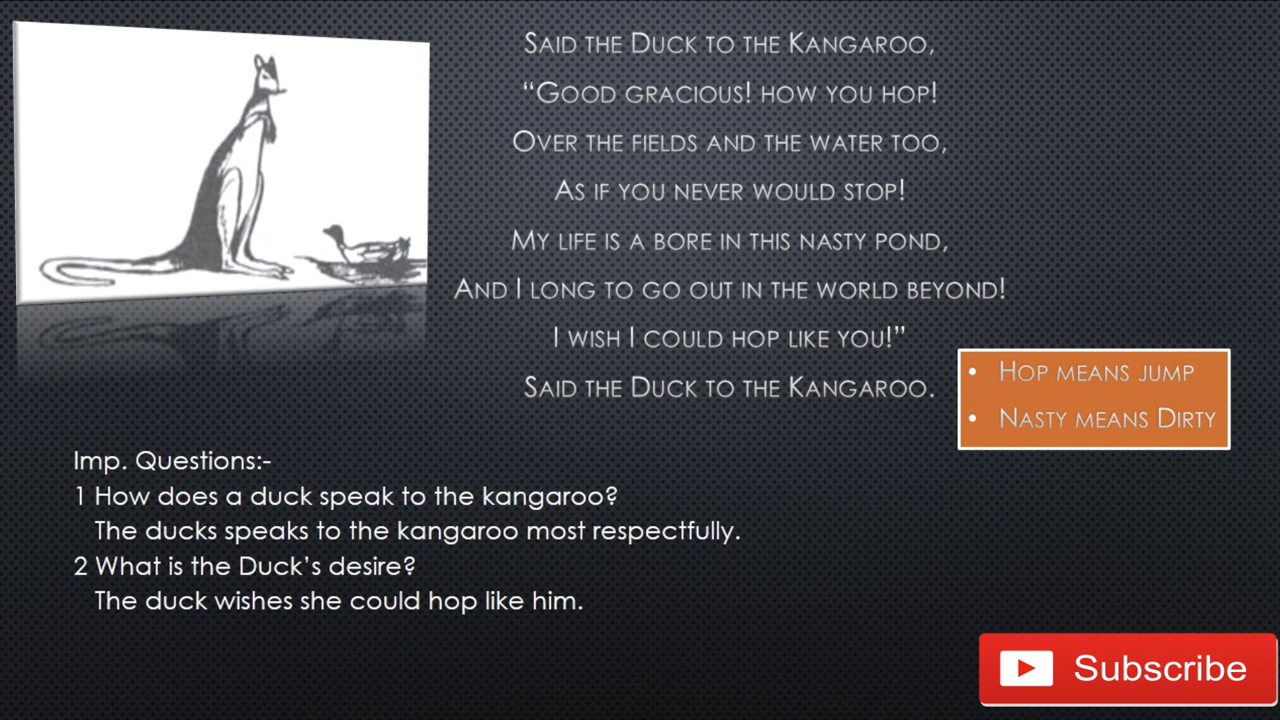 Said the Duck to the Kangaroo,
“Good gracious! how you hop!
Over the fields and the water too,
As if you never would stop!
My life is a bore in this nasty pond,
And I long to go out in the world beyond!
I wish I could hop like you!”
Said the Duck to the Kangaroo.
• Hop means jump
• Nasty means Dirty
Imp. Questions:-
1 How does a duck speak to the kangaroo?
The ducks speaks to the kangaroo most respectfully.
2 What is the Duck’s desire?
The duck wishes she could hop like him.
Subscribe